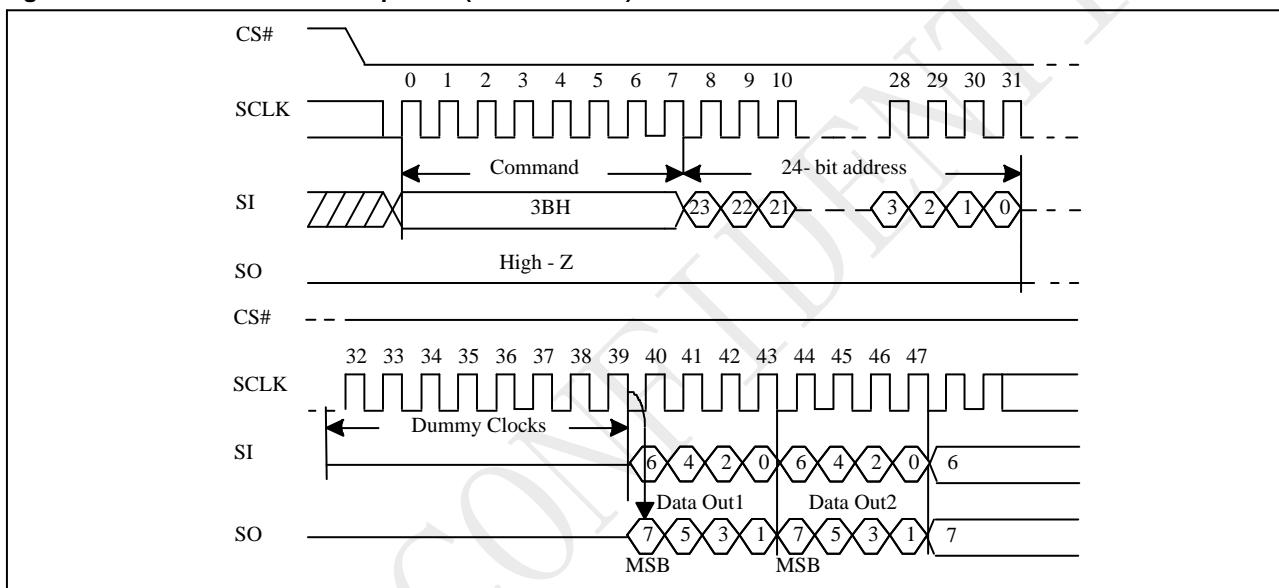 CS#
0 1 2 3 4 5 6 7 8 9 10 28 29 30 31
SCLK
Command 24- bit address
SI 3BH 23 22 21 3 2 1 0
High - Z
SO
CS#
32 33 34 35 36 37 38 39 40 41 42 43 44 45 46 47
SCLK
Dummy Clocks
SI 6 4 2 0 6 4 2 0 6
Data Out1 Data Out2
SO 7 5 3 1 7 5 3 1 7
MSB MSB